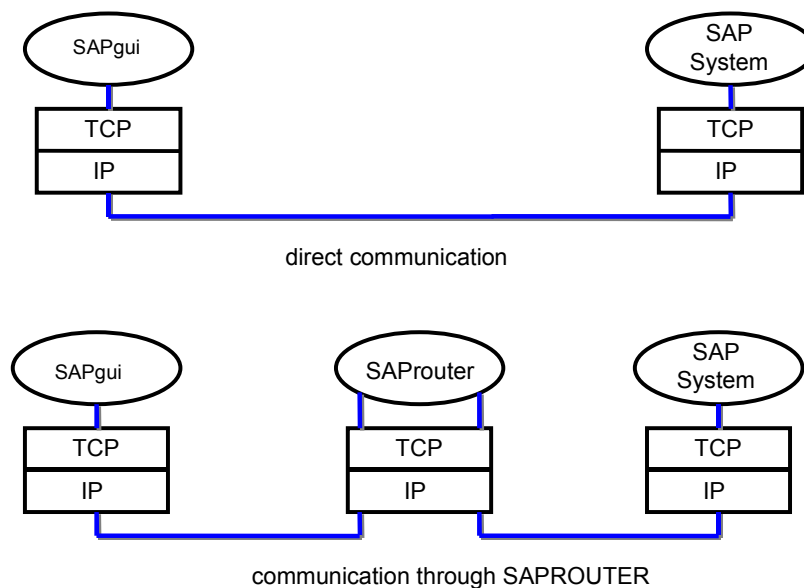 SAPgui
SAP
System
TCP
TCP
IP
IP
direct communication
SAPgui
SAProuter
SAP
System
TCP
TCP
TCP
IP
IP
IP
communication through SAPROUTER